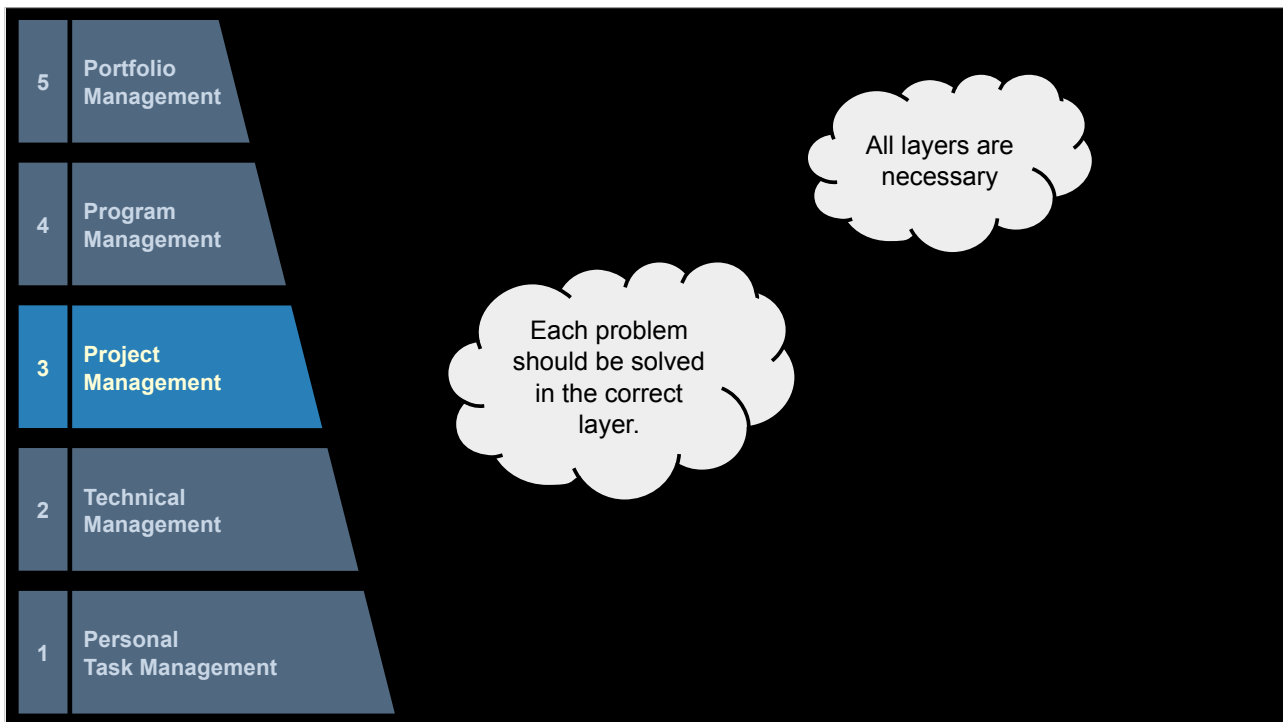 5
Portfolio
Management
4
Program
Management
3
Project
Management
2
Technical
Management
1
Personal
Task Management
All layers are
necessary
Each problem
should be solved
in the correct
layer.